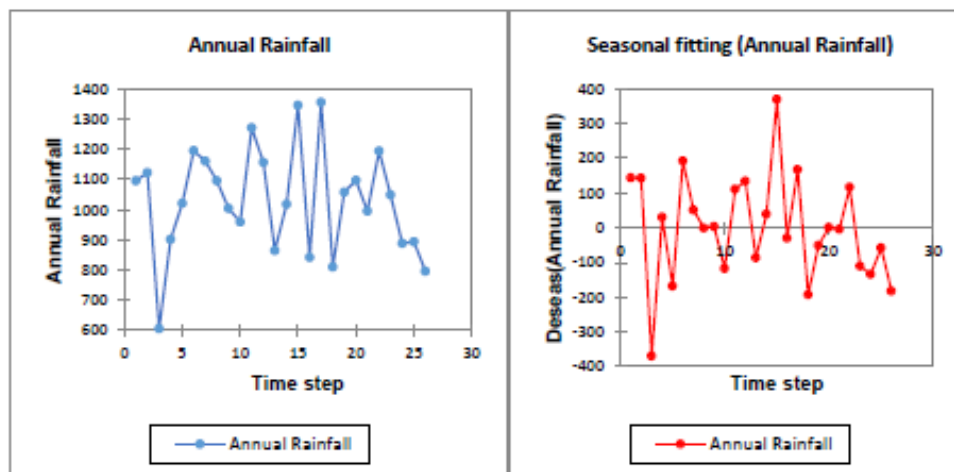 Annual Rainfall
1400
1300
1200
1100
1000
900
800
700
600
Annual Rainfall
0 5 10 15 20 25 30
Time step
Annual Rainfall
Seasonal fitting (Annual Rainfall)
400
300
200
100
0
-100
-200
-300
-400
Deseas(Annual Rainfall)
0 10 20 30
Time step
Annual Rainfall